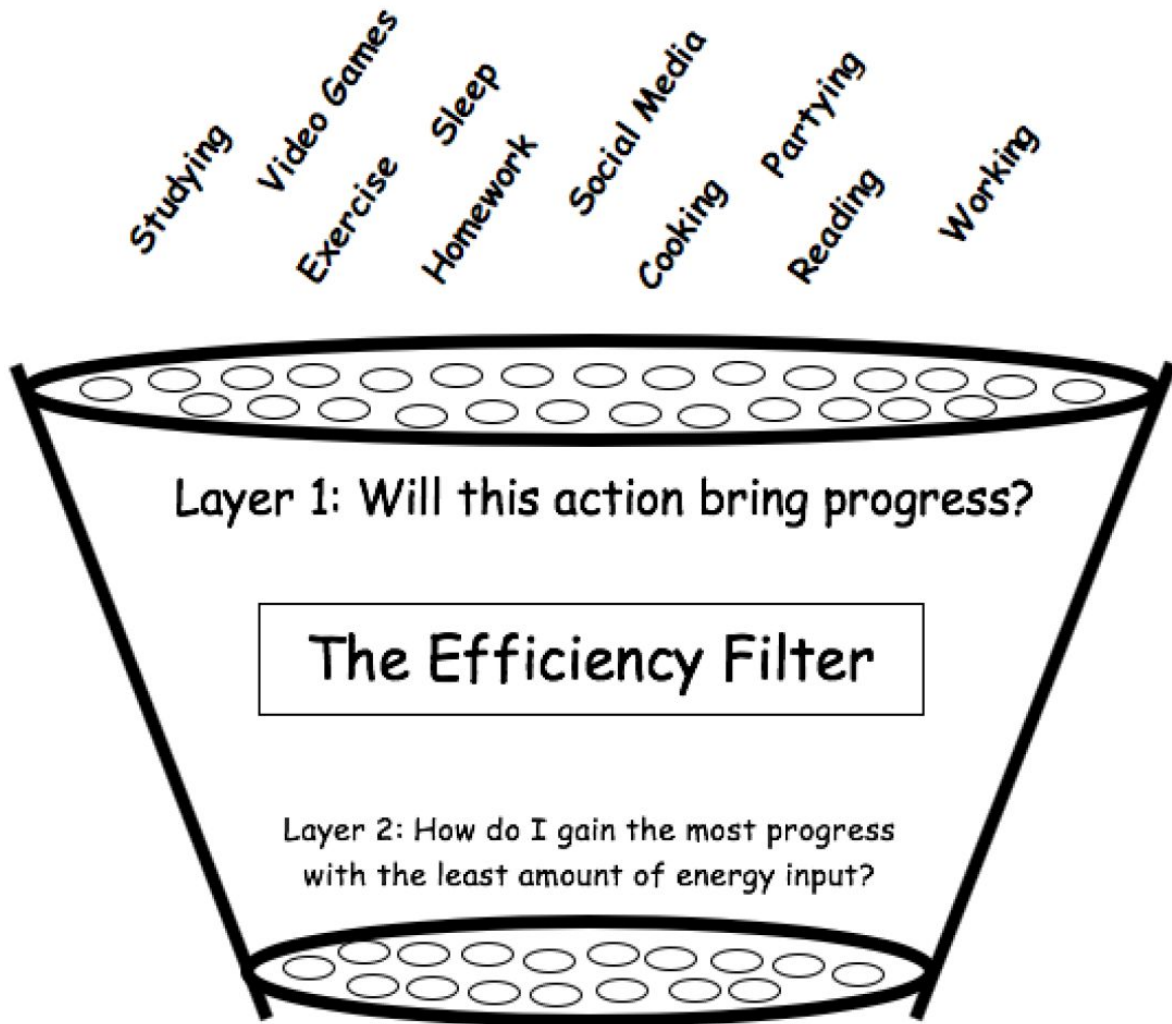 Studying
Video Games
Exercise
Sleep
Homework
Social Media
Cooking
Partying
Reading
Working
Layer 1: Will this action bring progress?
The Efficiency Filter
Layer 2: How do I gain the most progress
with the least amount of energy input?